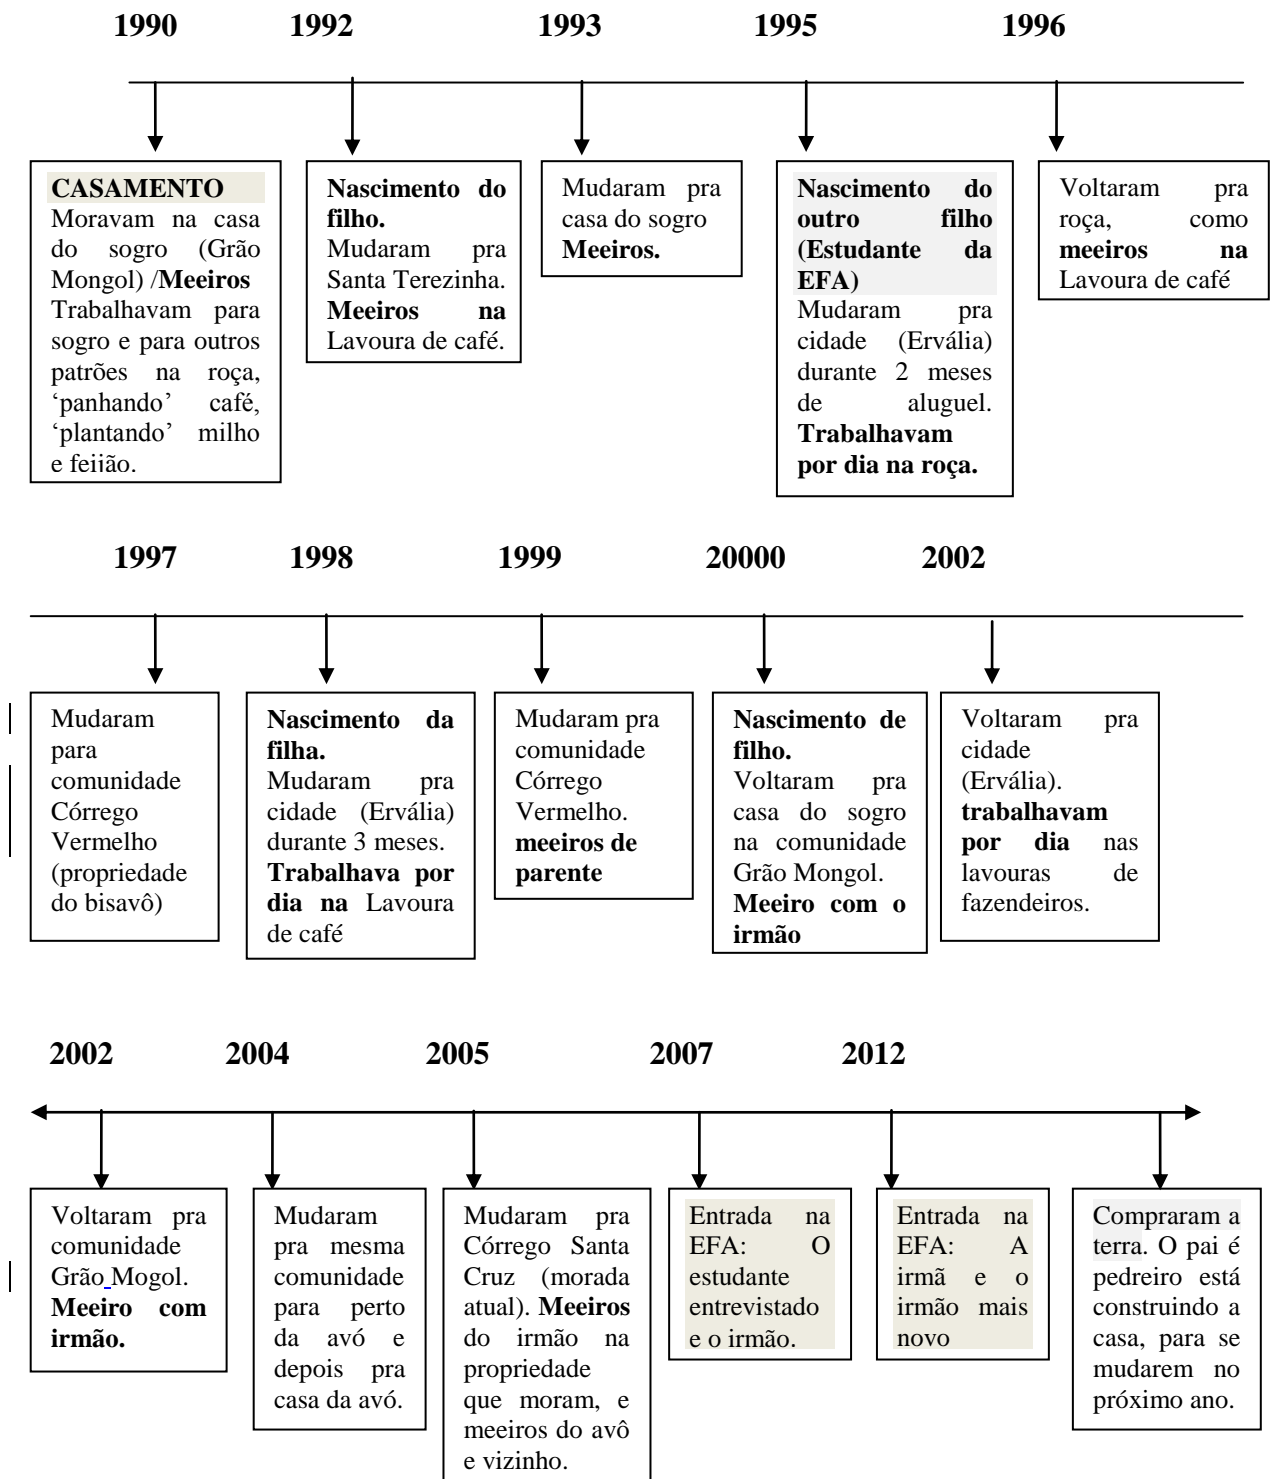 1990 1992 1993 1995 1996
CASAMENTO
Moravam na casa
do sogro (Grão
Mongol) /Meeiros
Trabalhavam para
sogro e para outros
patrões na roça,
‘panhando’ café,
‘plantando’ milho
e feijão.
Nascimento do
filho.
Mudaram pra
Santa Terezinha.
Meeiros na
Lavoura de café.
Mudaram pra
casa do sogro
Meeiros.
Nascimento do
outro filho
(Estudante da
EFA)
Mudaram pra
cidade (Ervália)
durante 2 meses
de aluguel.
Trabalhavam
por dia na roça.
Voltaram pra
roça, como
meeiros na
Lavoura de café
1997 1998 1999 20000 2002
Mudaram
para
comunidade
Córrego
Vermelho
(propriedade
do bisavô)
Nascimento da
filha.
Mudaram pra
cidade (Ervália)
durante 3 meses.
Trabalhava por
dia na Lavoura
de café
Mudaram pra
comunidade
Córrego
Vermelho.
meeiros de
parente
Nascimento de
filho.
Voltaram pra
casa do sogro
na comunidade
Grão Mongol.
Meeiro com o
irmão
Voltaram pra
cidade
(Ervália).
trabalhavam
por dia nas
lavouras de
fazendeiros.
2002 2004 2005 2007 2012
Voltaram pra
comunidade
Grão Mogol.
Meeiro com
irmão.
Mudaram
pra mesma
comunidade
para perto
da avó e
depois pra
casa da avó.
Mudaram pra
Córrego Santa
Cruz (morada
atual). Meeiros
do irmão na
propriedade
que moram, e
meeiros do avô
e vizinho.
Entrada na
EFA: O
estudante
entrevistado
e o irmão.
Entrada na
EFA: A
irmã e o
irmão mais
novo
Compraram a
terra. O pai é
pedreiro está
construindo a
casa, para se
mudarem no
próximo ano.